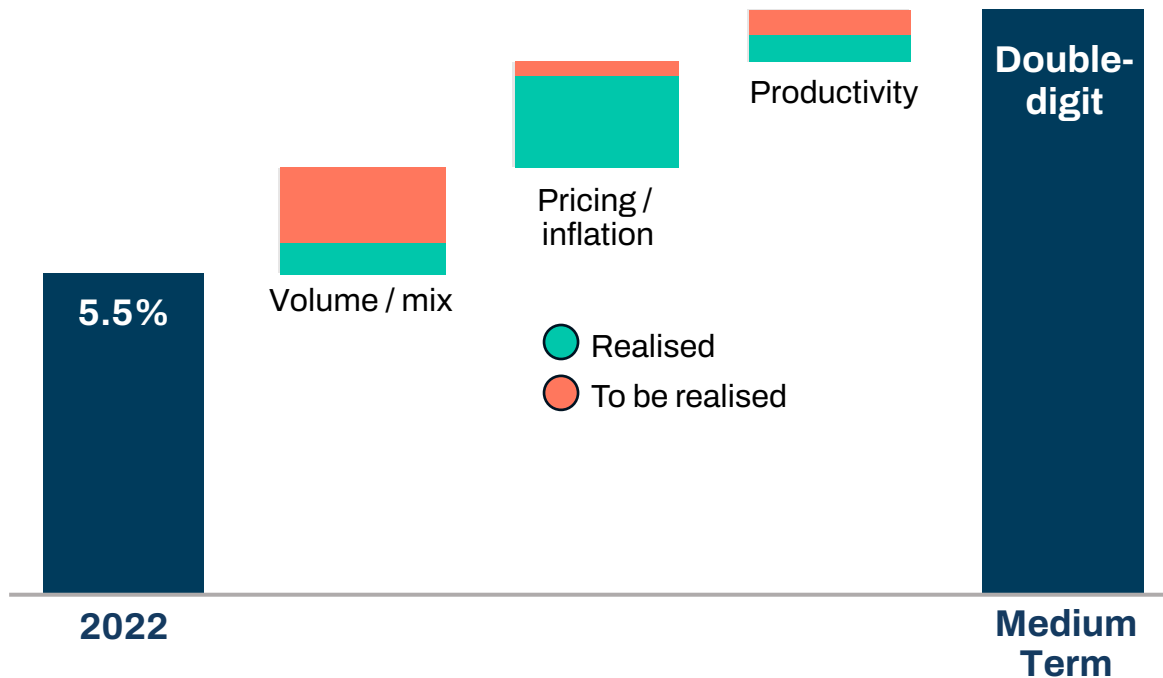 Double-
digit
Productivity
Pricing /
inflation
5.5%
Volume / mix
Realised
To be realised
2022
Medium
Term